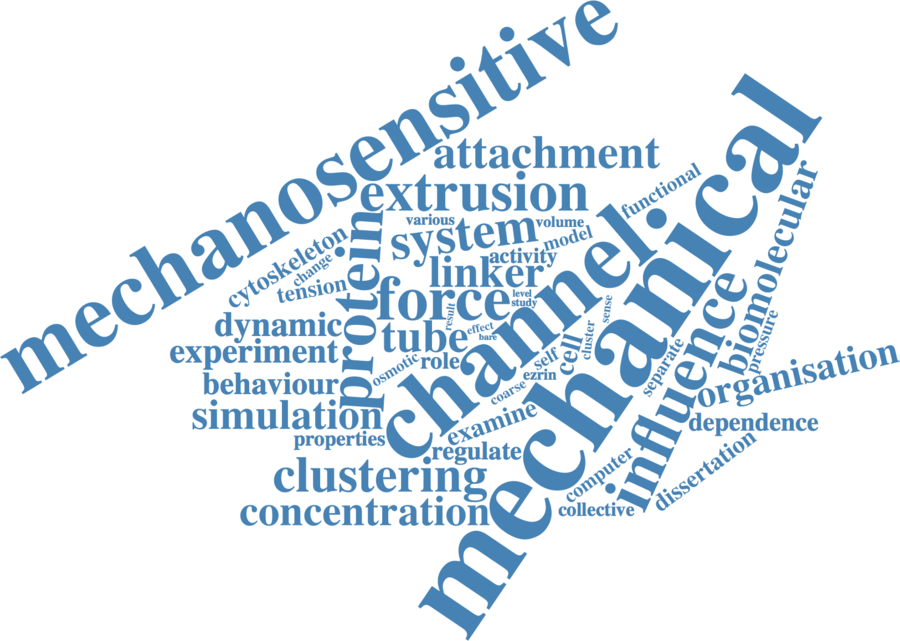 mechanosensitive
mechanical
attachment
functional
extrusion
biomolecular
various
volume
system
model
channel
cytoskeleton
protein
activity
change
linker
tension
force
level
study
sense
dynamic
tube
result
effect
bare
cluster
pressure
influence
experiment
osmotic
role
self
cell
separate
organisation
behaviour
ezrin
coarse
simulation
examine
dependence
properties
regulate
clustering
computer
dissertation
concentration
collective